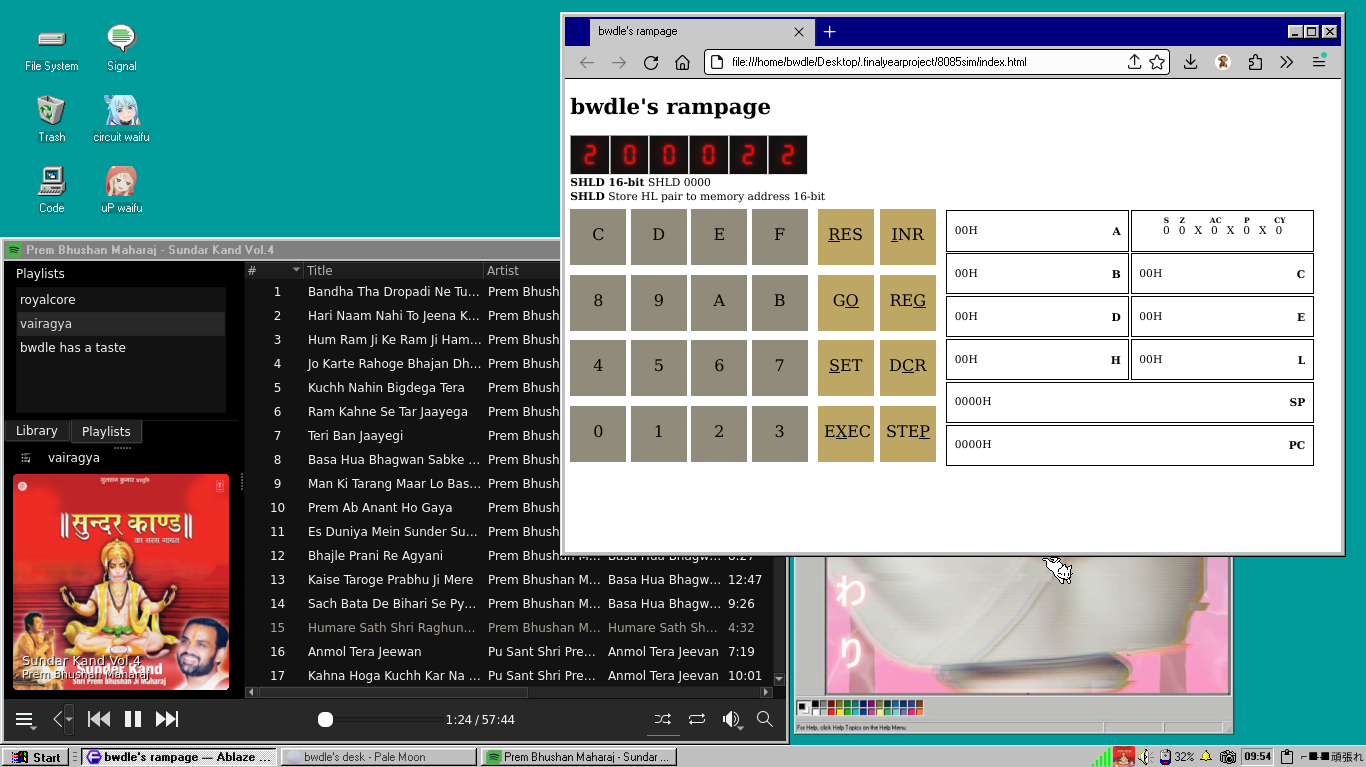 File System
Signal
Trash
circuit waifu
Code
uP waifu
bwdle's rampage
file:///home/bwdle/Desktop/.finalyearproject/8085sim/index.html
bwdle's rampage
2 0 0 0 2 2
SHLD 16-bit SHLD 0000
SHLD Store HL pair to memory address 16-bit
C D E F RES INR
8 9 A B GO REG
4 5 6 7 SET DCR
0 1 2 3 EXEC STEP
00H A
S Z AC P CY
0 0 X 0 X 0 X 0
00H B 00H C
00H D 00H E
00H H 00H L
0000H SP
0000H PC
Prem Bhushan Maharaj - Sundar Kand Vol.4
Playlists
royalcore
vairagya
bwdle has a taste
Library Playlists
vairagya
गुलशन कुमार प्रस्तुति
॥सुन्दर काण्ड॥
का सरस गायन
Sundar Kand Vol.4
Prem Bhushan Maharaj
Sunder Kand
Shri Prem Bhushan Ji Maharaj
# Title Artist
1 Bandha Tha Dropadi Ne Tu... Prem Bhush
2 Hari Naam Nahi To Jeena K... Prem Bhush
3 Hum Ram Ji Ke Ram Ji Ham... Prem Bhush
4 Jo Karte Rahoge Bhajan Dh... Prem Bhush
5 Kuchh Nahin Bigdega Tera Prem Bhush
6 Ram Kahne Se Tar Jaayega Prem Bhush
7 Teri Ban Jaayegi Prem Bhush
8 Basa Hua Bhagwan Sabke ... Prem Bhush
9 Man Ki Tarang Maar Lo Bas... Prem Bhush
10 Prem Ab Anant Ho Gaya Prem Bhush
11 Es Duniya Mein Sunder Su... Prem Bhush
12 Bhajle Prani Re Agyani Prem Bhushan M... Basa Hua Bhagw... 8:27
13 Kaise Taroge Prabhu Ji Mere Prem Bhushan M... Basa Hua Bhagw... 12:47
14 Sach Bata De Bihari Se Py... Prem Bhushan M... Basa Hua Bhagw... 9:26
15 Humare Sath Shri Raghun... Prem Bhushan M... Humare Sath Sh... 4:32
16 Anmol Tera Jeewan Pu Sant Shri Pre... Anmol Tera Jeevan 7:19
17 Kahna Hoga Kuchh Kar Na ... Pu Sant Shri Pre... Anmol Tera Jeevan 10:01
1:24 / 57:44
わ
り
For Help, click Help Topics on the Help Menu.
Start
bwdle's rampage — Ablaze ...
bwdle's desk - Pale Moon
Prem Bhushan Maharaj - Sundar ...
32%
09:54
頑張れ